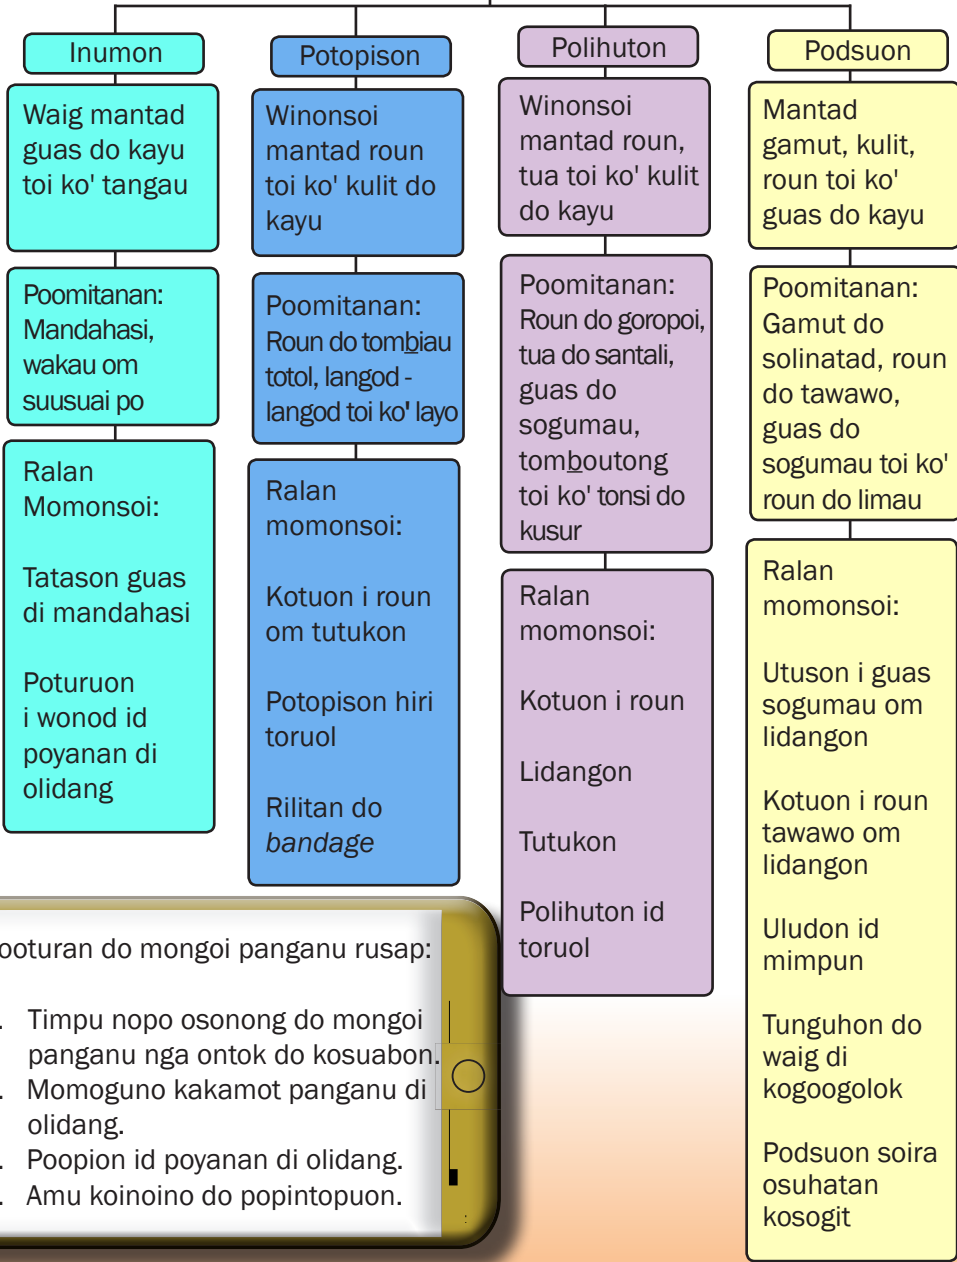 Inumon
Waig mantad
guas do kayu
toi ko' tangau
Poomitanan:
Mandahasi,
wakau om
suusuai po
Ralan
Momonsoi:
Tatason guas
di mandahasi
Poturuon
i wonod id
poyanan di
olidang
Potopison
Winonsoi
mantad roun
toi ko' kulit do
kayu
Poomitanan:
Roun do tombiau
totol, langod -
langod toi ko' layo
Ralan
momonsoi:
Kotuon i roun
om tutukon
Potopison hiri
toruol
Rilitan do
bandage
Polihuton
Winonsoi
mantad roun,
tua toi ko' kulit
do kayu
Poomitanan:
Roun do goropoi,
tua do santali,
guas do
sogumau,
tomboutong
toi ko' tonsi do
kusur
Ralan
momonsoi:
Kotuon i roun
Lidangon
Tutukon
Polihuton id
toruol
Podsuon
Mantad
gamut, kulit,
roun toi ko'
guas do kayu
Poomitanan:
Gamut do
solinatad, roun
do tawawo,
guas do
sogumau toi ko'
roun do limau
Ralan
momonsoi:
Utuson i guas
sogumau om
lidangon
Kotuon i roun
tawawo om
lidangon
Uludon id
mimpun
Tunguhon do
waig di
kogoogolok
Podsuon soira
osuhatan
kosogit
ooturan do mongoi panganu rusap:
. Timpu nopo osonong do mongoi
panganu nga ontok do kosuabon.
. Momoguno kakamot panganu di
olidang.
. Poopion id poyanan di olidang.
. Amu koinoino do popintopuon.